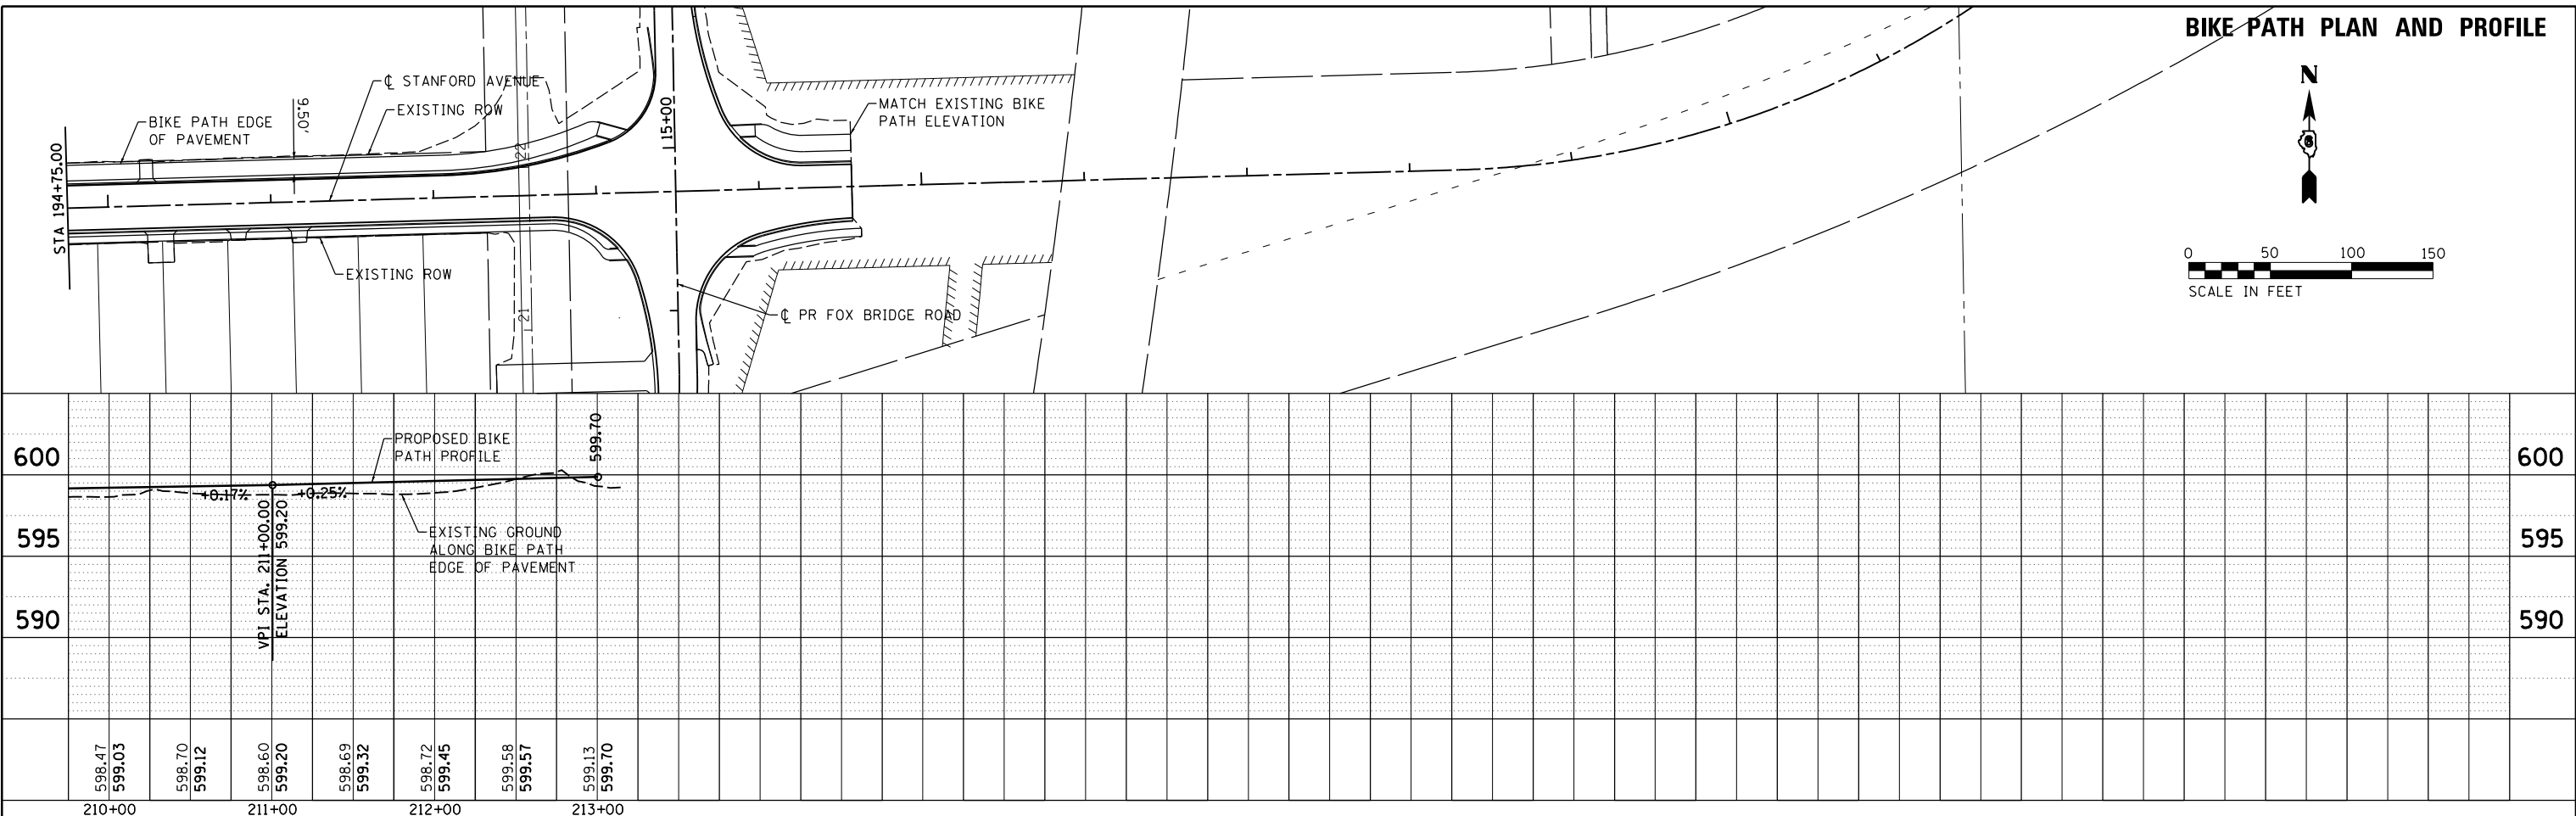 BIKE PATH PLAN AND PROFILE
N
℄ STANFORD AVENUE
EXISTING ROW
9.50'
BIKE PATH EDGE
OF PAVEMENT
STA 194+75.00
MATCH EXISTING BIKE
PATH ELEVATION
15+00
22
21
EXISTING ROW
℄ PR FOX BRIDGE ROAD
0 50 100 150
SCALE IN FEET
600
595
590
PROPOSED BIKE
PATH PROFILE
599.70
+0.17%
+0.25%
VPI STA. 211+00.00
ELEVATION 599.20
EXISTING GROUND
ALONG BIKE PATH
EDGE OF PAVEMENT
600
595
590
598.47
599.03
598.70
599.12
598.60
599.20
598.69
599.32
598.72
599.45
599.58
599.57
599.13
599.70
210+00 211+00 212+00 213+00